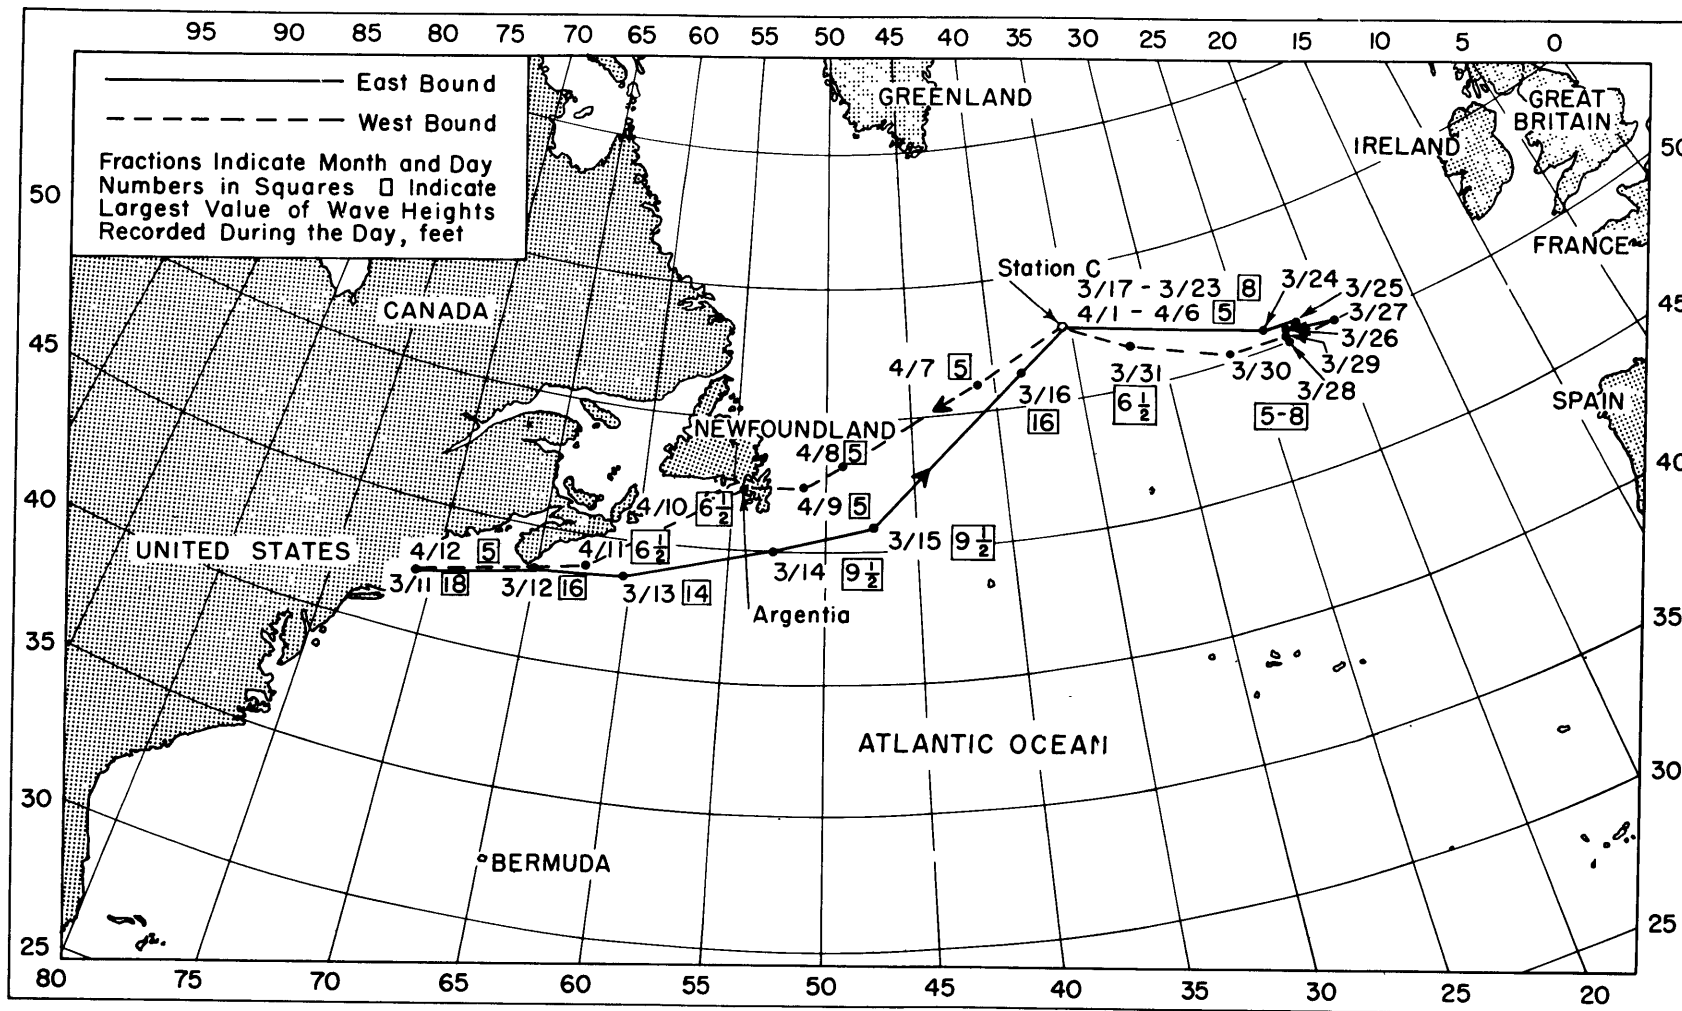 95 90 85 80 75 70 65 60 55 50 45 40 35 30 25 20 15 10 5 0
East Bound
West Bound
Fractions Indicate Month and Day
Numbers in Squares □ Indicate
Largest Value of Wave Heights
Recorded During the Day, feet
GREENLAND
GREAT
BRITAIN
IRELAND
50
50
FRANCE
Station C
3/17 - 3/23 8
4/1 - 4/6 5
3/24
3/25
3/27
3/26
3/29
3/28
3/30
5-8
3/31
6 1/2
CANADA
45
45
4/7 5
3/16
16
SPAIN
NEWFOUNDLAND
4/8 5
4/9 5
40
40
4/10 6 1/2
UNITED STATES
4/12 5
4/11 6 1/2
3/15 9 1/2
3/14 9 1/2
3/11 18
3/12 16
3/13 14
Argentia
35
35
ATLANTIC OCEAN
30
30
BERMUDA
25
25
80 75 70 65 60 55 50 45 40 35 30 25 20